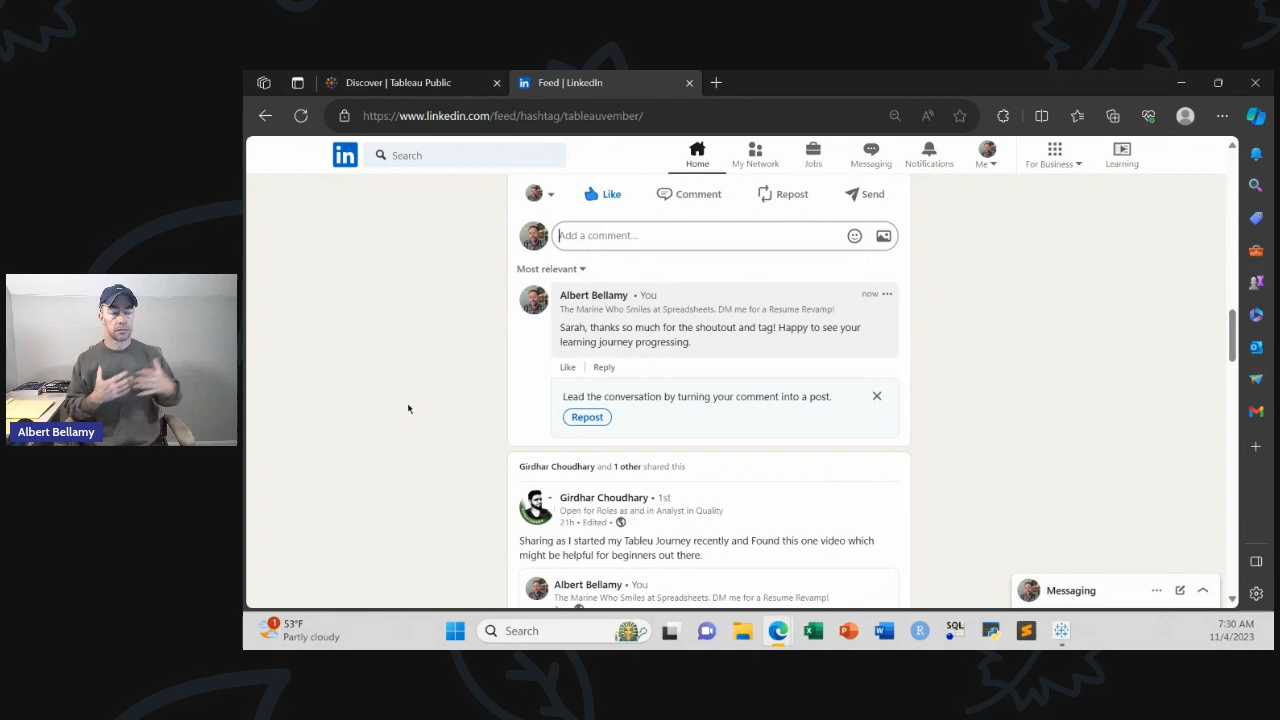 Discover | Tableau Public
Feed | LinkedIn
https://www.linkedin.com/feed/hashtag/tableauvember/
in
Search
Home
My Network
Jobs
Messaging
Notifications
Me
For Business
Learning
Like
Comment
Repost
Send
Add a comment...
Most relevant
Albert Bellamy • You
now
The Marine Who Smiles at Spreadsheets. DM me for a Resume Revamp!
Sarah, thanks so much for the shoutout and tag! Happy to see your
learning journey progressing.
Like
Reply
Lead the conversation by turning your comment into a post.
Repost
Albert Bellamy
Girdhar Choudhary and 1 other shared this
Girdhar Choudhary • 1st
Open for Roles as and in Analyst in Quality
21h • Edited •
Sharing as I started my Tableu Journey recently and Found this one video which
might be helpful for beginners out there.
Albert Bellamy • You
The Marine Who Smiles at Spreadsheets. DM me for a Resume Revamp!
Messaging
1
53°F
Partly cloudy
Search
R
SQL
7:30 AM
11/4/2023